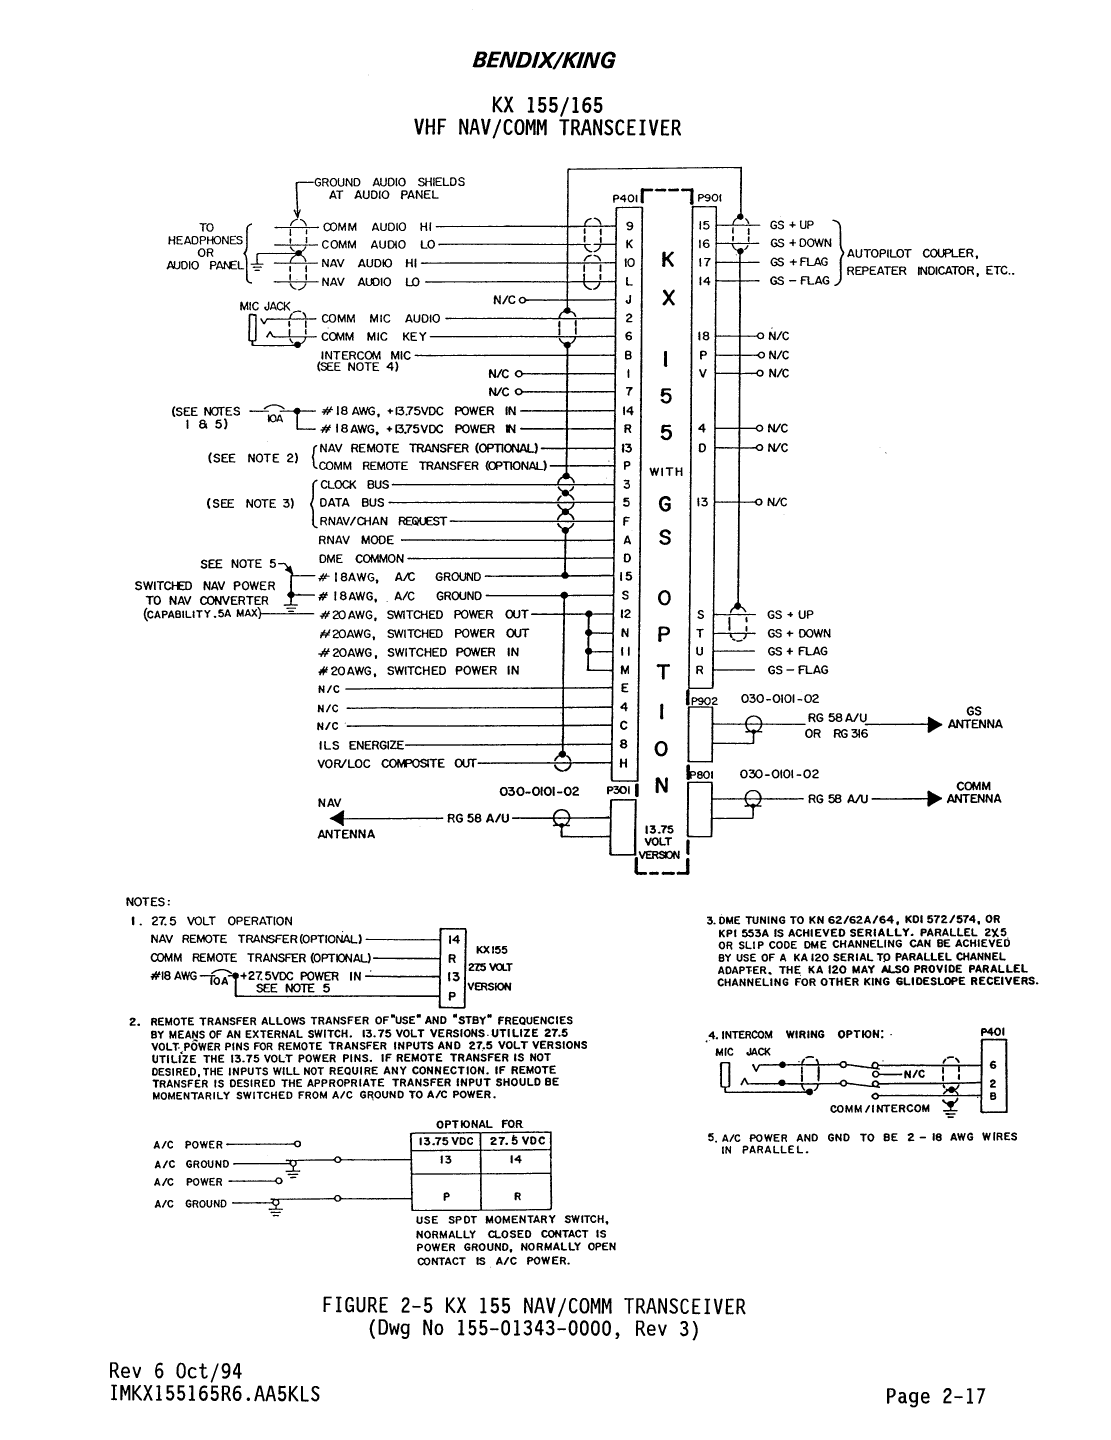 BENDIX/KING
KX 155/165
VHF NAV/COMM TRANSCEIVER
GROUND AUDIO SHIELDS
AT AUDIO PANEL
P401
P901
TO
HEADPHONES
OR
AUDIO PANEL
COMM AUDIO HI
9
COMM AUDIO LO
K
NAV AUDIO HI
10
NAV AUDIO LO
L
N/C
J
MIC JACK
COMM MIC AUDIO
2
COMM MIC KEY
6
INTERCOM MIC
B
(SEE NOTE 4)
N/C
I
N/C
7
(SEE NOTES
1 & 5)
10A
#18 AWG, +13.75VDC POWER IN
14
#18 AWG, +13.75VDC POWER IN
R
(SEE NOTE 2)
NAV REMOTE TRANSFER (OPTIONAL)
13
COMM REMOTE TRANSFER (OPTIONAL)
P
(SEE NOTE 3)
CLOCK BUS
3
DATA BUS
5
RNAV/CHAN REQUEST
F
RNAV MODE
A
DME COMMON
D
SEE NOTE 5
#18AWG, A/C GROUND
15
#18AWG, A/C GROUND
S
SWITCHED NAV POWER
TO NAV CONVERTER
(CAPABILITY .5A MAX)
#20AWG, SWITCHED POWER OUT
12
#20AWG, SWITCHED POWER OUT
N
#20AWG, SWITCHED POWER IN
11
#20AWG, SWITCHED POWER IN
M
N/C
E
N/C
4
N/C
C
ILS ENERGIZE
8
VOR/LOC COMPOSITE OUT
H
030-0101-02
P301
NAV
ANTENNA
RG 58 A/U
KX 155 WITH GS OPTION
13.75
VOLT
VERSION
15 GS + UP
16 GS + DOWN
17 GS + FLAG
14 GS – FLAG
AUTOPILOT COUPLER,
REPEATER INDICATOR, ETC..
18 N/C
P N/C
V N/C
4 N/C
D N/C
13 N/C
S GS + UP
T GS + DOWN
U GS + FLAG
R GS – FLAG
P902
030-0101-02
RG 58 A/U
OR RG 316
GS
ANTENNA
P801
030-0101-02
RG 58 A/U
COMM
ANTENNA
NOTES:
1. 27.5 VOLT OPERATION
NAV REMOTE TRANSFER (OPTIONAL)
14
COMM REMOTE TRANSFER (OPTIONAL)
R
#18 AWG
10A
+27.5VDC POWER IN
13
SEE NOTE 5
P
KX155
27.5 VOLT
VERSION
2. REMOTE TRANSFER ALLOWS TRANSFER OF "USE" AND "STBY" FREQUENCIES
BY MEANS OF AN EXTERNAL SWITCH. 13.75 VOLT VERSIONS UTILIZE 27.5
VOLT POWER PINS FOR REMOTE TRANSFER INPUTS AND 27.5 VOLT VERSIONS
UTILIZE THE 13.75 VOLT POWER PINS. IF REMOTE TRANSFER IS NOT
DESIRED, THE INPUTS WILL NOT REQUIRE ANY CONNECTION. IF REMOTE
TRANSFER IS DESIRED THE APPROPRIATE TRANSFER INPUT SHOULD BE
MOMENTARILY SWITCHED FROM A/C GROUND TO A/C POWER.
OPTIONAL FOR
13.75 VDC 27.5 VDC
A/C POWER
A/C GROUND
13 14
A/C POWER
A/C GROUND
P R
USE SPDT MOMENTARY SWITCH,
NORMALLY CLOSED CONTACT IS
POWER GROUND, NORMALLY OPEN
CONTACT IS A/C POWER.
3. DME TUNING TO KN 62/62A/64, KDI 572/574, OR
KPI 553A IS ACHIEVED SERIALLY. PARALLEL 2X5
OR SLIP CODE DME CHANNELING CAN BE ACHIEVED
BY USE OF A KA 120 SERIAL TO PARALLEL CHANNEL
ADAPTER. THE KA 120 MAY ALSO PROVIDE PARALLEL
CHANNELING FOR OTHER KING GLIDESLOPE RECEIVERS.
4. INTERCOM WIRING OPTION:
P401
MIC JACK
6
N/C
2
B
COMM/INTERCOM
5. A/C POWER AND GND TO BE 2 – 18 AWG WIRES
IN PARALLEL.
FIGURE 2-5 KX 155 NAV/COMM TRANSCEIVER
(Dwg No 155-01343-0000, Rev 3)
Rev 6 Oct/94
IMKX155165R6.AA5KLS
Page 2-17